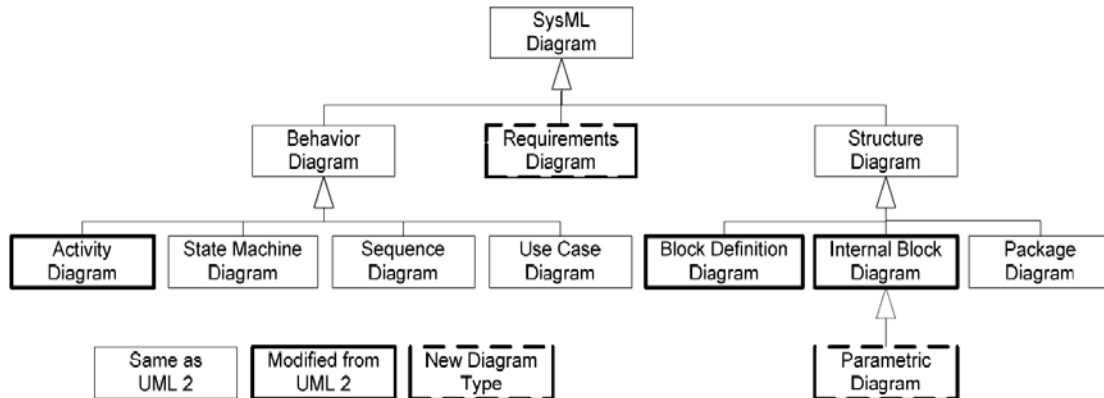 SysML
Diagram
Behavior
Diagram
Requirements
Diagram
Structure
Diagram
Activity
Diagram
State Machine
Diagram
Sequence
Diagram
Use Case
Diagram
Block Definition
Diagram
Internal Block
Diagram
Package
Diagram
Same as
UML 2
Modified from
UML 2
New Diagram
Type
Parametric
Diagram